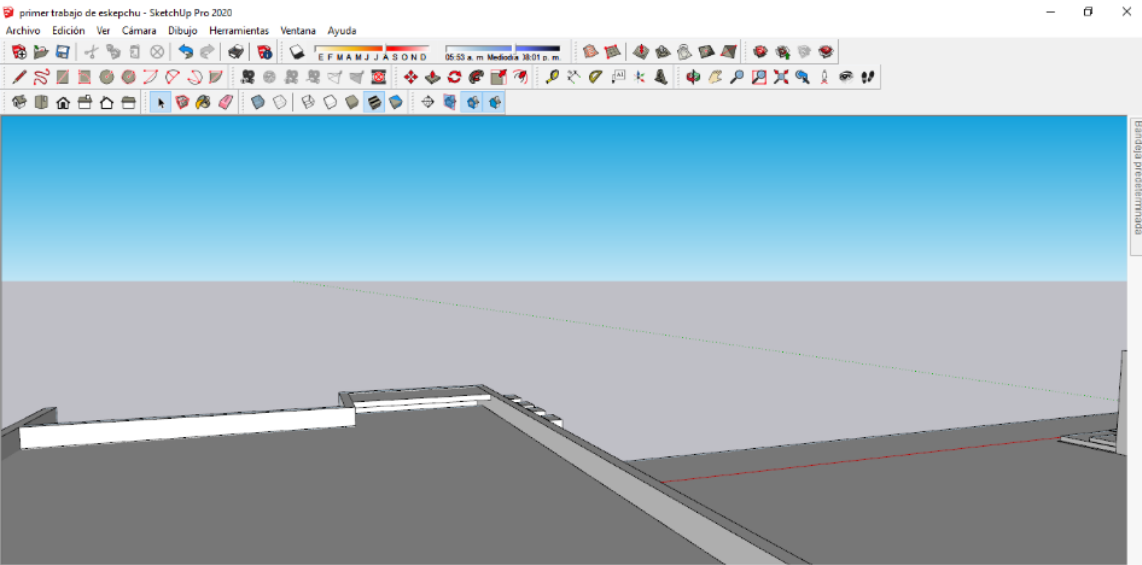 primer trabajo de eskepchu - SketchUp Pro 2020
Archivo Edición Ver Cámara Dibujo Herramientas Ventana Ayuda
E F M A M J J A S O N D 05:53 a. m Mediodía
Bandeja predeterminada